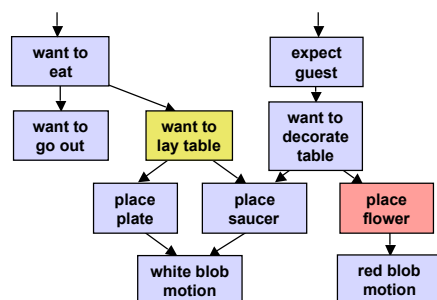 want to
eat
expect
guest
want to
go out
want to
lay table
want to
decorate
table
place
plate
place
saucer
place
flower
white blob
motion
red blob
motion